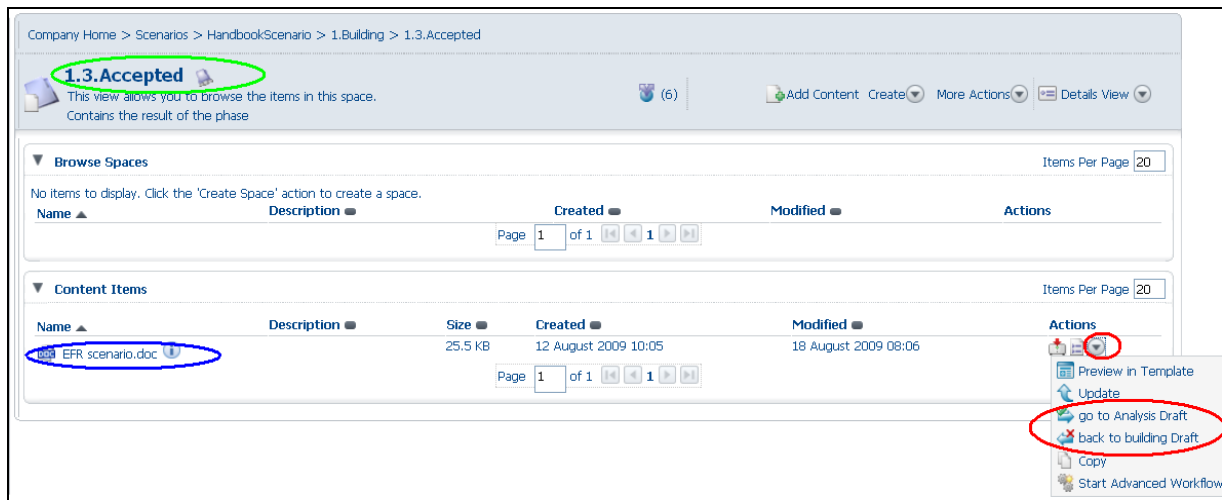 Company Home > Scenarios > HandbookScenario > 1.Building > 1.3.Accepted
1.3.Accepted
This view allows you to browse the items in this space.
Contains the result of the phase
(6)
Add Content Create More Actions Details View
Browse Spaces Items Per Page 20
No items to display. Click the 'Create Space' action to create a space.
Name Description Created Modified Actions
Page 1 of 1 1
Content Items Items Per Page 20
Name Description Size Created Modified Actions
DOC EFR scenario.doc 25.5 KB 12 August 2009 10:05 18 August 2009 08:06
Page 1 of 1 1
Preview in Template
Update
go to Analysis Draft
back to building Draft
Copy
Start Advanced Workflow